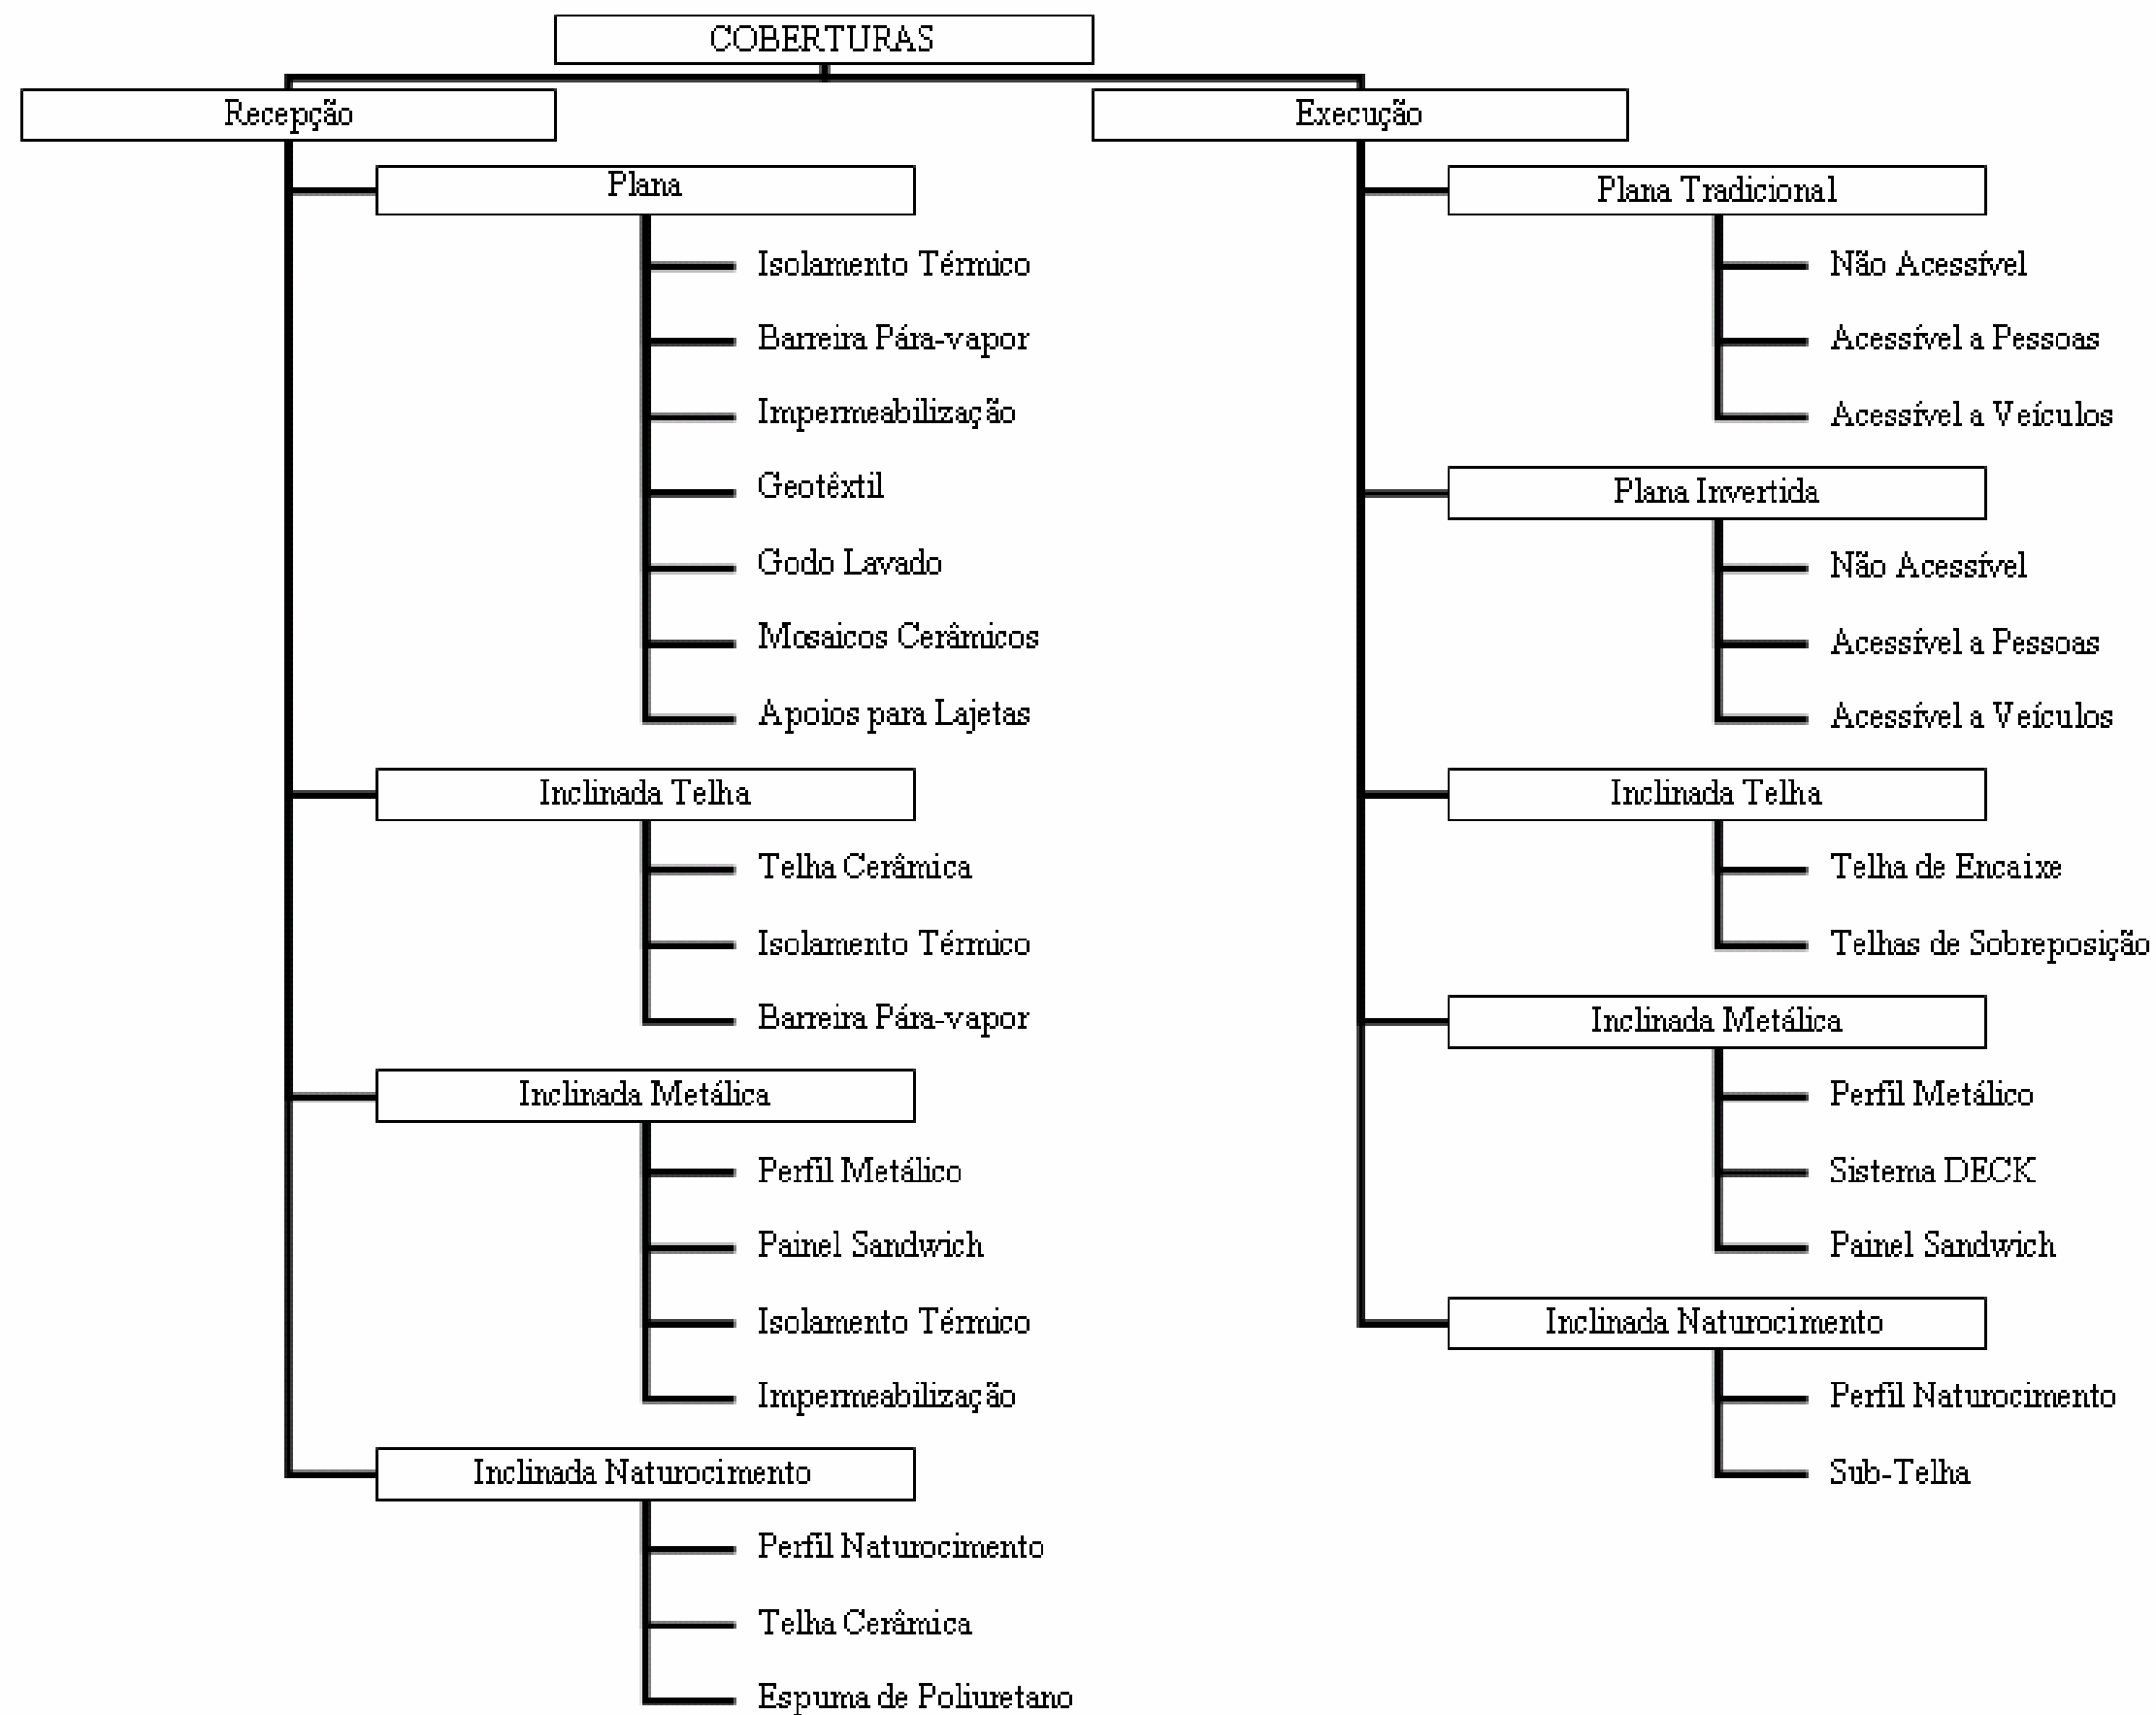 COBERTURAS
Recepção
Plana
Isolamento Térmico
Barreira Pára-vapor
Impermeabilização
Geotêxtil
Godo Lavado
Mosaicos Cerâmicos
Apoios para Lajetas
Inclinada Telha
Telha Cerâmica
Isolamento Térmico
Barreira Pára-vapor
Inclinada Metálica
Perfil Metálico
Painel Sandwich
Isolamento Térmico
Impermeabilização
Inclinada Naturocimento
Perfil Naturocimento
Telha Cerâmica
Espuma de Poliuretano
Execução
Plana Tradicional
Não Acessível
Acessível a Pessoas
Acessível a Veículos
Plana Invertida
Não Acessível
Acessível a Pessoas
Acessível a Veículos
Inclinada Telha
Telha de Encaixe
Telhas de Sobreposição
Inclinada Metálica
Perfil Metálico
Sistema DECK
Painel Sandwich
Inclinada Naturocimento
Perfil Naturocimento
Sub-Telha